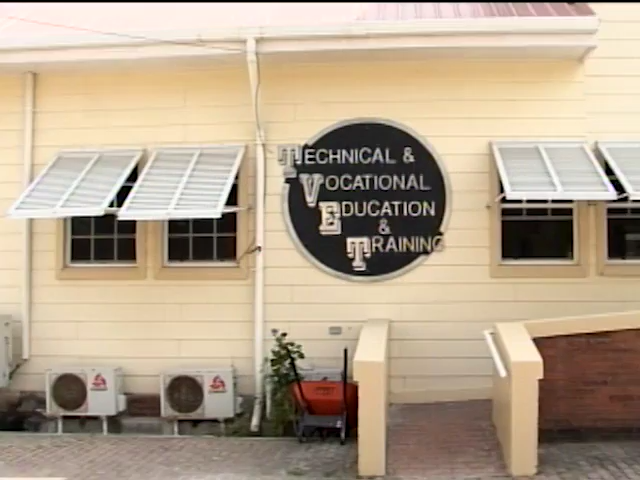 TECHNICAL &
VOCATIONAL
EDUCATION
&
TRAINING